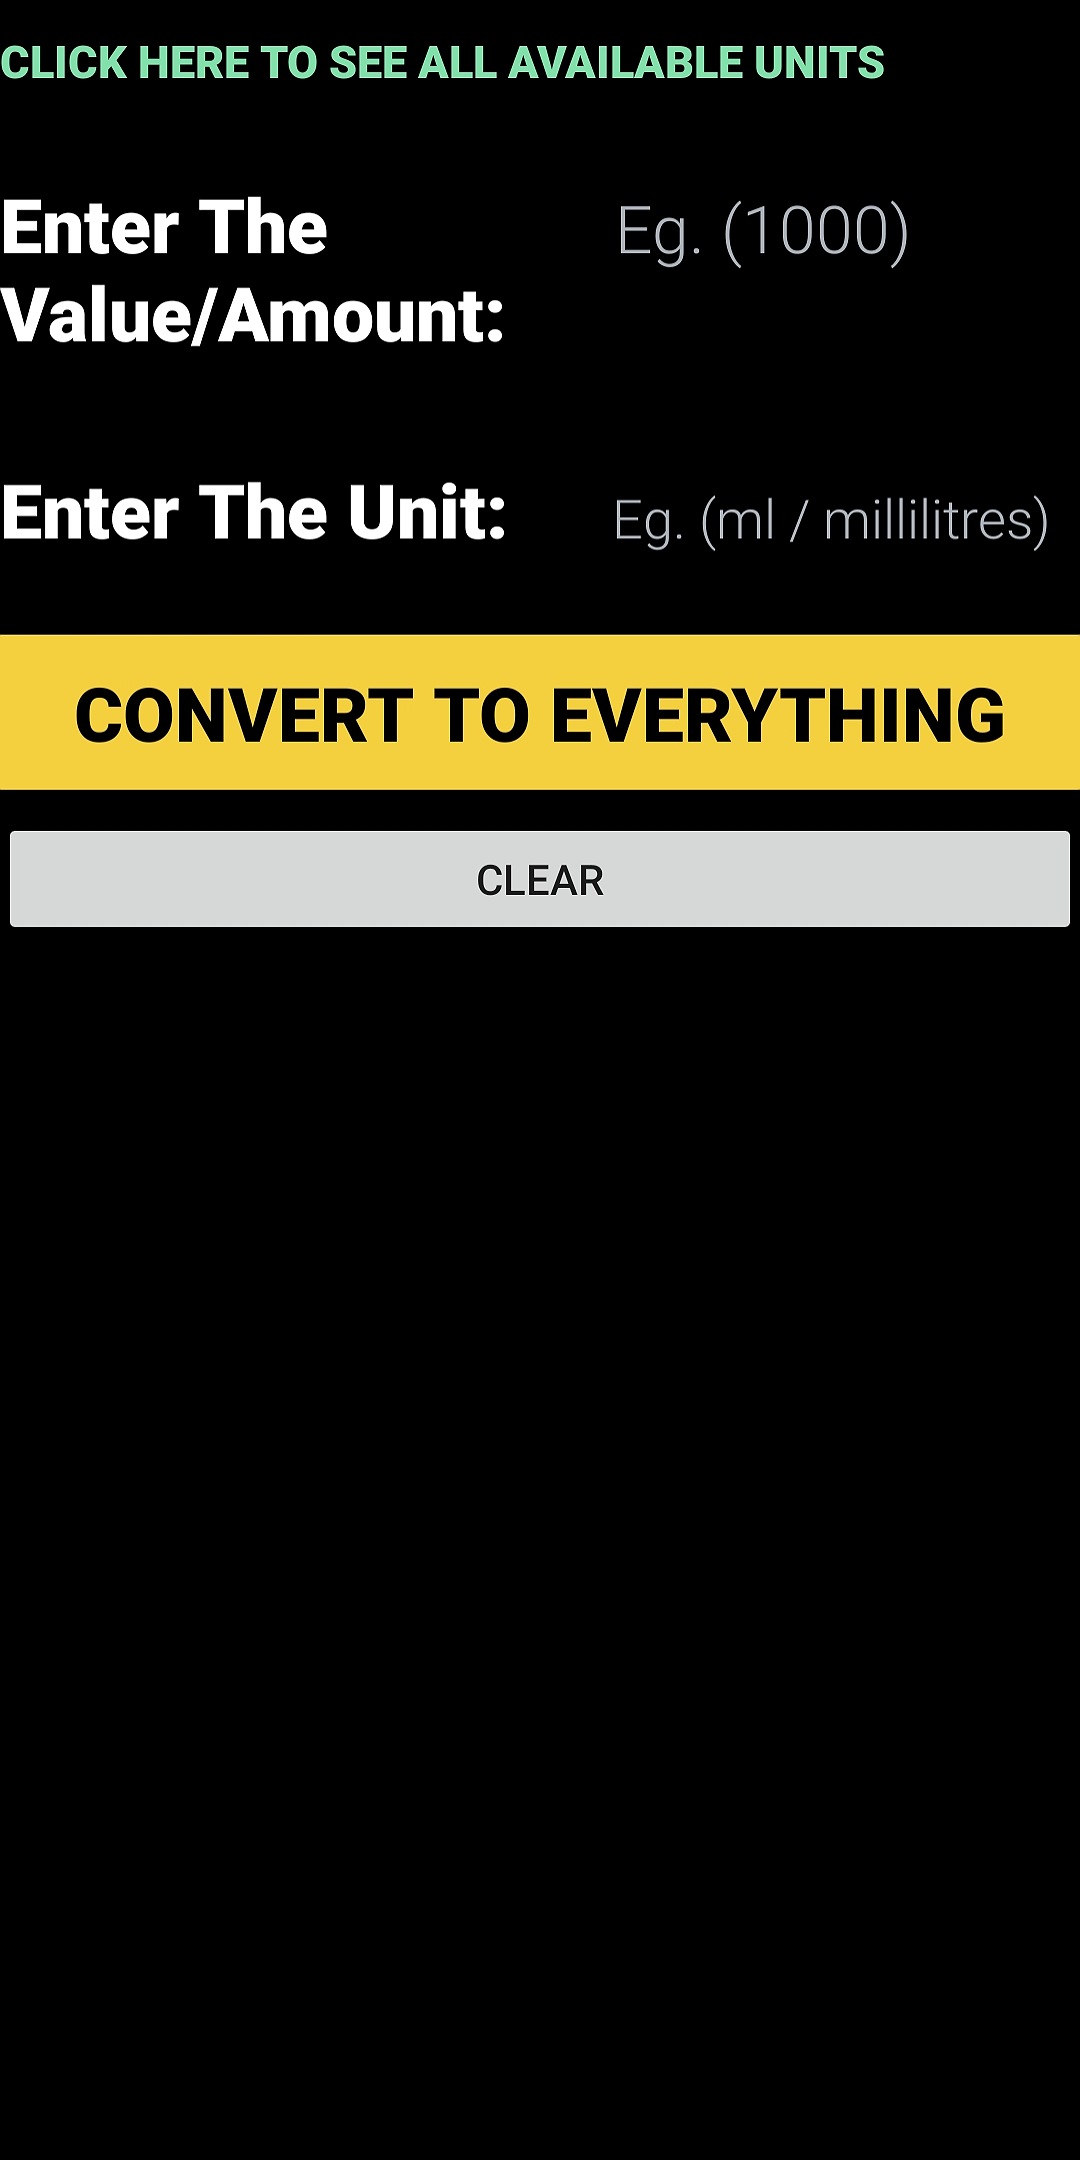 CLICK HERE TO SEE ALL AVAILABLE UNITS
Enter The
Value/Amount:
Eg. (1000)
Enter The Unit:
Eg. (ml / millilitres)
CONVERT TO EVERYTHING
CLEAR